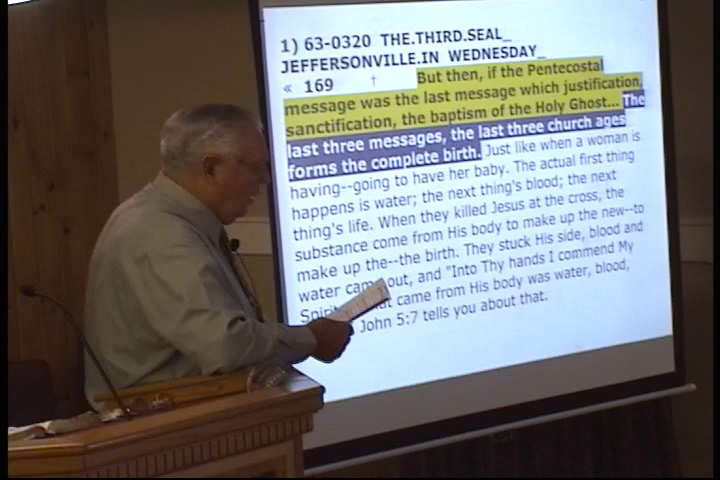 1) 63-0320 THE.THIRD.SEAL_
JEFFERSONVILLE.IN WEDNESDAY_
« 169 † But then, if the Pentecostal
message was the last message which justification,
sanctification, the baptism of the Holy Ghost... The
last three messages, the last three church ages
forms the complete birth. Just like when a woman is
having--going to have her baby. The actual first thing
happens is water; the next thing's blood; the next
thing's life. When they killed Jesus at the cross, the
substance come from His body to make up the new--to
make up the--the birth. They stuck His side, blood and
water came out, and "Into Thy hands I commend My
came from His body was water, blood,
John 5:7 tells you about that.